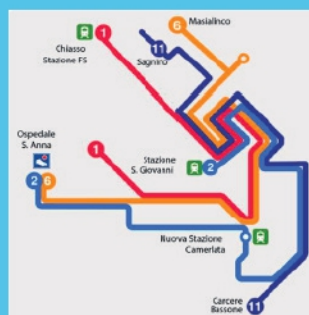 6
Masialinco
1
Chiasso
Stazione FS
11
Sagnino
Ospedale
S. Anna
1
Stazione
S. Giovanni
2
2
6
Nuova Stazione
Camerlata
Carcere
Bassone
11